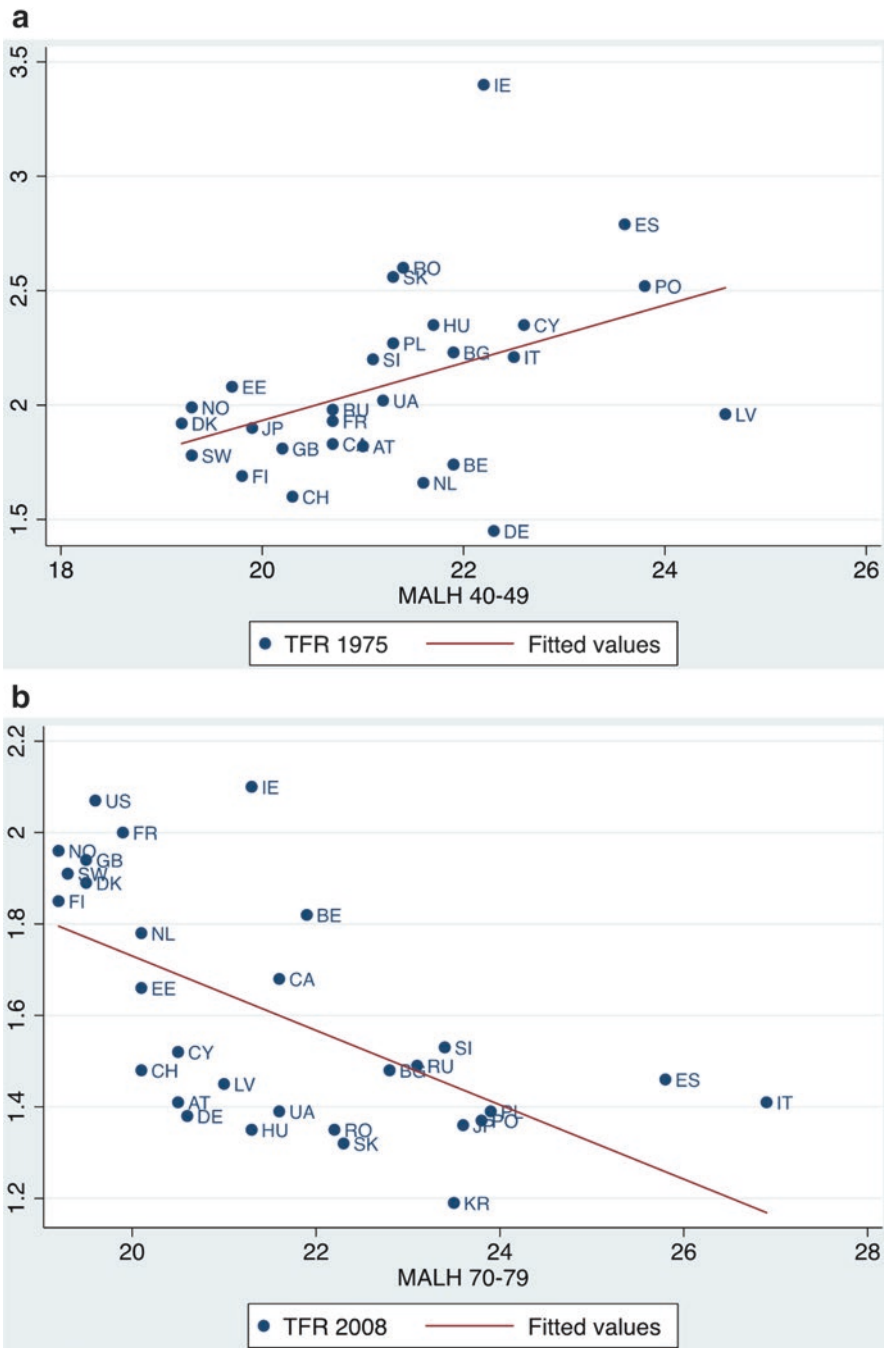 a
3.5
IE
3
ES
RO
SK
PO
2.5
HU
CY
PL
BG
IT
SI
EE
UA
NO
RU
LV
2
DK
JP
FR
CA
AT
SW
GB
BE
FI
NL
CH
1.5
DE
18 20 22 24 26
MALH 40-49
TFR 1975 Fitted values
b
2.2
IE
US
2
FR
NO
GB
SW
DK
FI
BE
1.8
NL
CA
EE
1.6
SI
CY
RU
CH
BG
LV
ES
IT
1.4
AT
UA
PL
DE
PO
HU
RO
JP
SK
1.2
KR
20 22 24 26 28
MALH 70-79
TFR 2008 Fitted values